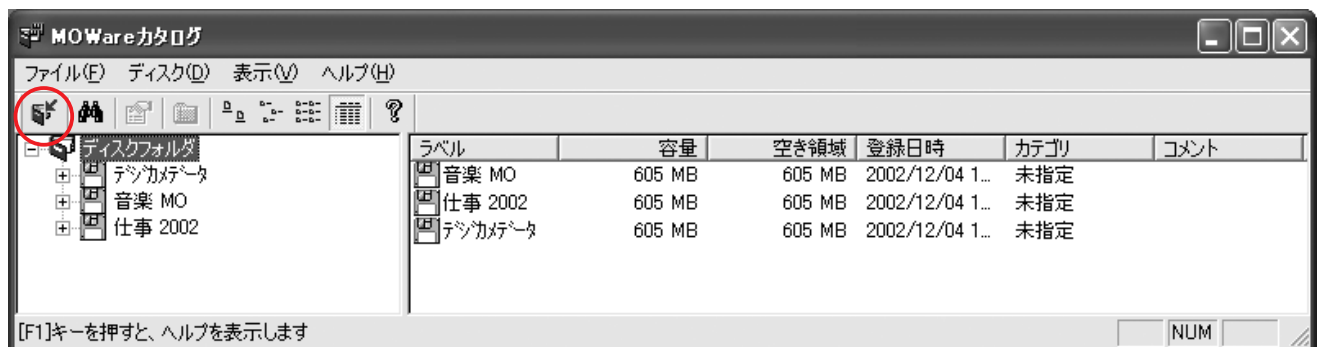 MOWareカタログ
ファイル(F) ディスク(D) 表示(V) ヘルプ(H)
ディスクフォルダ
デジカメデータ
音楽 MO
仕事 2002
ラベル 容量 空き領域 登録日時 カテゴリ コメント
音楽 MO 605 MB 605 MB 2002/12/04 1... 未指定
仕事 2002 605 MB 605 MB 2002/12/04 1... 未指定
デジカメデータ 605 MB 605 MB 2002/12/04 1... 未指定
[F1]キーを押すと、ヘルプを表示します NUM